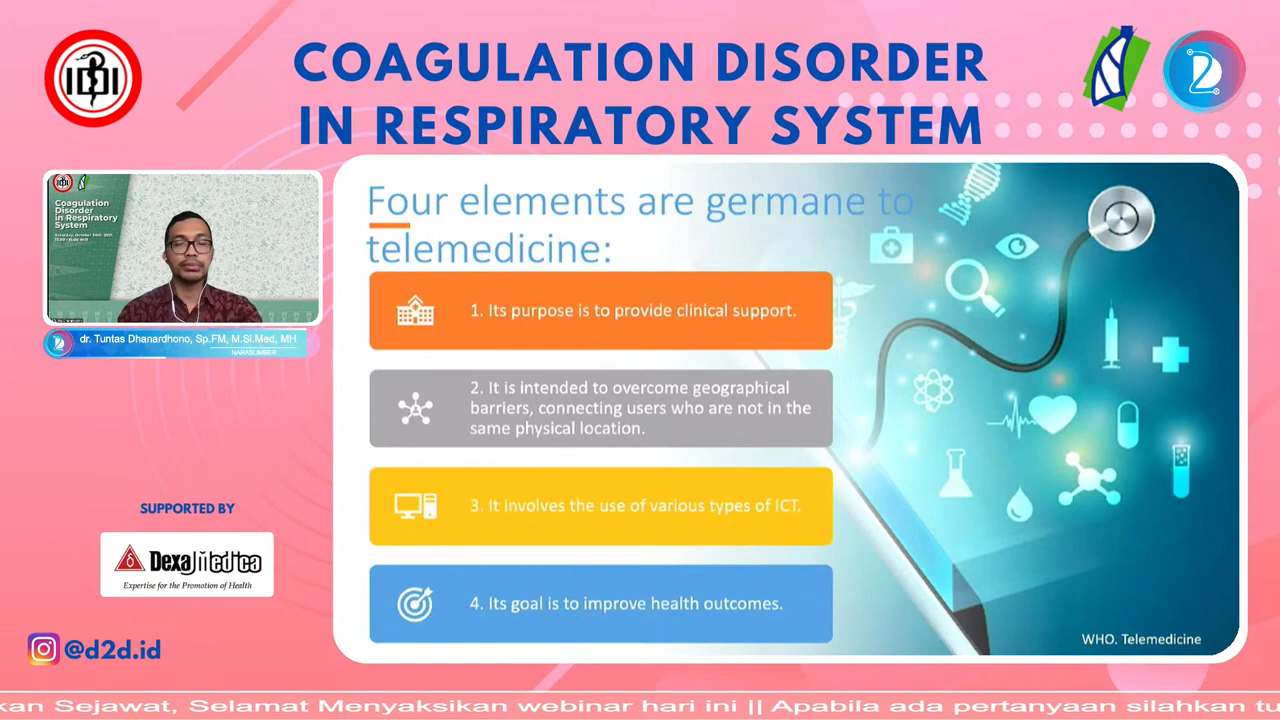 COAGULATION DISORDER
IN RESPIRATORY SYSTEM
IDI
Coagulation
Disorder
in Respiratory
System
dr. Tuntas Dhanardhono, Sp.FM, M.Si.Med, MH
NARASUMBER
Four elements are germane to
telemedicine:
1. Its purpose is to provide clinical support.
2. It is intended to overcome geographical
barriers, connecting users who are not in the
same physical location.
3. It involves the use of various types of ICT.
4. Its goal is to improve health outcomes.
WHO. Telemedicine
SUPPORTED BY
DexaMedica
Expertise for the Promotion of Health
@d2d.id
kan Sejawat, Selamat Menyaksikan webinar hari ini || Apabila ada pertanyaan silahkan tu